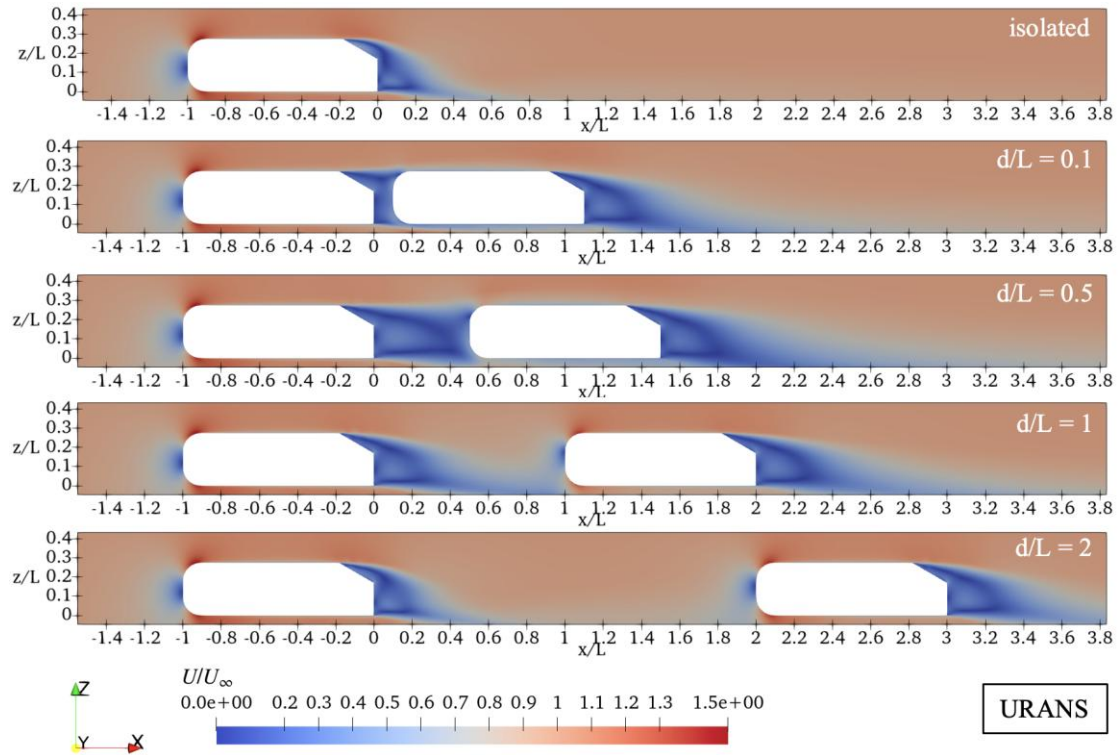 0.4
isolated
0.3
z/L
0.2
0.1
0
-1.4 -1.2 -1 -0.8 -0.6 -0.4 -0.2 0 0.2 0.4 0.6 0.8 1 1.2 1.4 1.6 1.8 2 2.2 2.4 2.6 2.8 3 3.2 3.4 3.6 3.8
x/L
0.4
d/L = 0.1
0.3
z/L
0.2
0.1
0
-1.4 -1.2 -1 -0.8 -0.6 -0.4 -0.2 0 0.2 0.4 0.6 0.8 1 1.2 1.4 1.6 1.8 2 2.2 2.4 2.6 2.8 3 3.2 3.4 3.6 3.8
x/L
0.4
d/L = 0.5
0.3
z/L
0.2
0.1
0
-1.4 -1.2 -1 -0.8 -0.6 -0.4 -0.2 0 0.2 0.4 0.6 0.8 1 1.2 1.4 1.6 1.8 2 2.2 2.4 2.6 2.8 3 3.2 3.4 3.6 3.8
x/L
0.4
d/L = 1
0.3
z/L
0.2
0.1
0
-1.4 -1.2 -1 -0.8 -0.6 -0.4 -0.2 0 0.2 0.4 0.6 0.8 1 1.2 1.4 1.6 1.8 2 2.2 2.4 2.6 2.8 3 3.2 3.4 3.6 3.8
x/L
0.4
d/L = 2
0.3
z/L
0.2
0.1
0
-1.4 -1.2 -1 -0.8 -0.6 -0.4 -0.2 0 0.2 0.4 0.6 0.8 1 1.2 1.4 1.6 1.8 2 2.2 2.4 2.6 2.8 3 3.2 3.4 3.6 3.8
x/L
U/U∞
0.0e+00 0.2 0.3 0.4 0.5 0.6 0.7 0.8 0.9 1 1.1 1.2 1.3 1.5e+00
Z
Y X
URANS